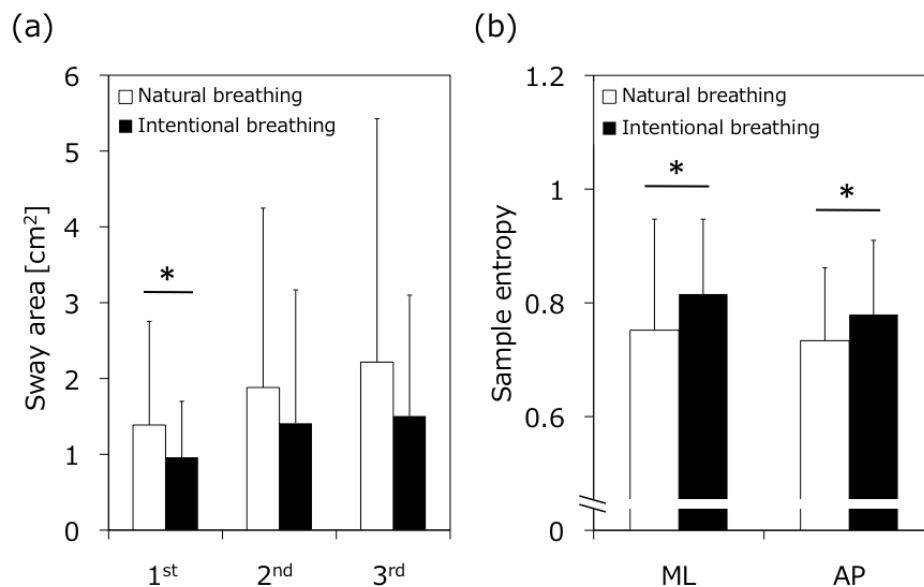 (a)
6
5
4
3
2
1
0
Sway area [cm²]
Natural breathing
Intentional breathing
*
1st
2nd
3rd
(b)
1.2
1
0.8
0.6
0
Sample entropy
Natural breathing
Intentional breathing
*
*
ML
AP